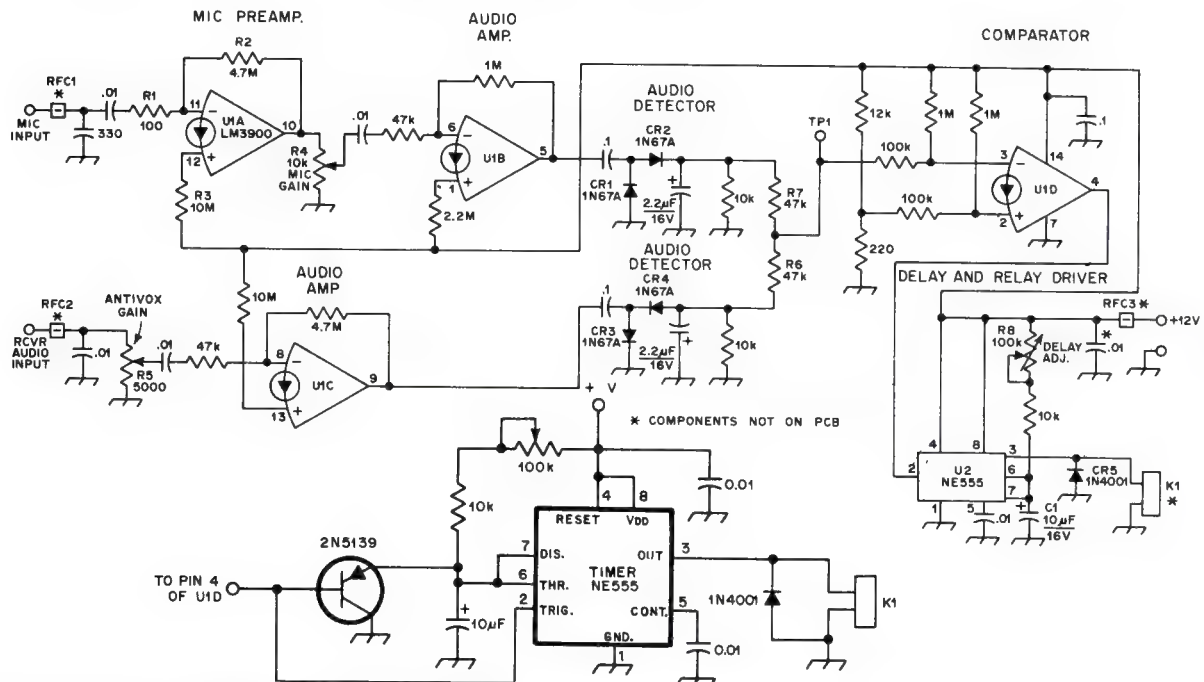 MIC PREAMP.
AUDIO
AMP.
COMPARATOR
R2
4.7M
1M
RFC1
*
.01
R1
100
11
U1A
LM3900
10
12
MIC
INPUT
330
R4
10k
MIC
GAIN
R3
10M
.01
47k
6
U1B
5
1
2.2M
AUDIO
DETECTOR
CR2
1N67A
.1
CR1
1N67A
2.2µF
16V
10k
R7
47k
TP1
12k
1M
1M
.1
100k
3
14
U1D
4
100k
2
7
220
R6
47k
AUDIO
DETECTOR
CR4
1N67A
.1
CR3
1N67A
2.2µF
16V
10k
10M
AUDIO
AMP
4.7M
RFC2
*
ANTIVOX
GAIN
.01
47k
8
U1C
9
13
RCVR
AUDIO
INPUT
.01
R5
5000
DELAY AND RELAY DRIVER
RFC3 *
+12V
R8
100k
DELAY
ADJ.
*
.01
10k
4
8
3
2
U2
NE555
6
7
1
5
.01
C1
10µF
16V
CR5
1N4001
K1
*
+ V
* COMPONENTS NOT ON PCB
100k
0.01
10k
4
8
RESET
VDD
2N5139
7
DIS.
OUT
3
6
THR.
TIMER
NE555
2
TRIG.
CONT.
5
GND.
1
TO PIN 4
OF U1D
10µF
1N4001
K1
0.01